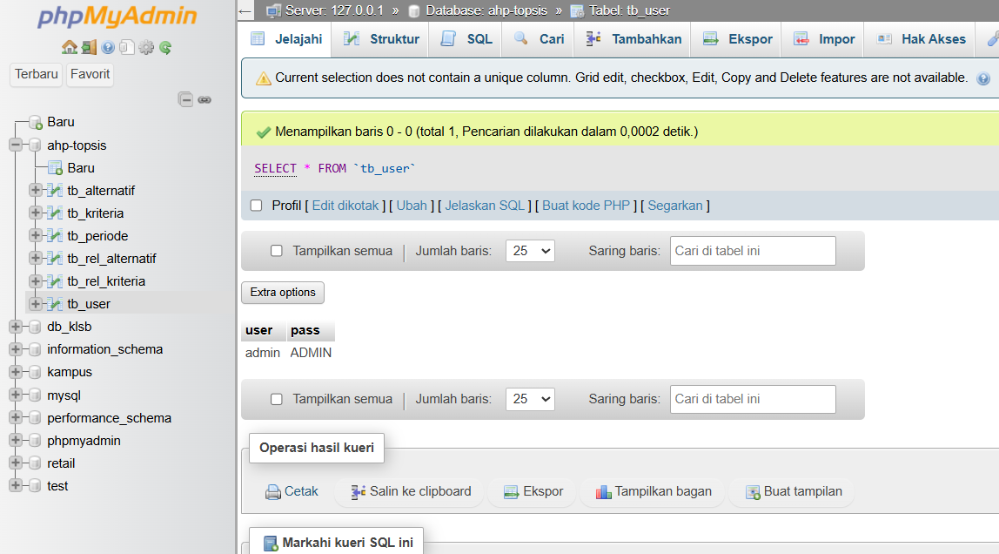 phpMyAdmin
Terbaru Favorit
Baru
ahp-topsis
Baru
tb_alternatif
tb_kriteria
tb_periode
tb_rel_alternatif
tb_rel_kriteria
tb_user
db_klsb
information_schema
kampus
mysql
performance_schema
phpmyadmin
retail
test
Server: 127.0.0.1 » Database: ahp-topsis » Tabel: tb_user
Jelajahi Struktur SQL Cari Tambahkan Ekspor Impor Hak Akses
Current selection does not contain a unique column. Grid edit, checkbox, Edit, Copy and Delete features are not available.
Menampilkan baris 0 - 0 (total 1, Pencarian dilakukan dalam 0,0002 detik.)
SELECT * FROM `tb_user`
Profil [ Edit dikotak ] [ Ubah ] [ Jelaskan SQL ] [ Buat kode PHP ] [ Segarkan ]
Tampilkan semua | Jumlah baris: 25 Saring baris: Cari di tabel ini
Extra options
user pass
admin ADMIN
Tampilkan semua | Jumlah baris: 25 Saring baris: Cari di tabel ini
Operasi hasil kueri
Cetak Salin ke clipboard Ekspor Tampilkan bagan Buat tampilan
Markahi kueri SQL ini